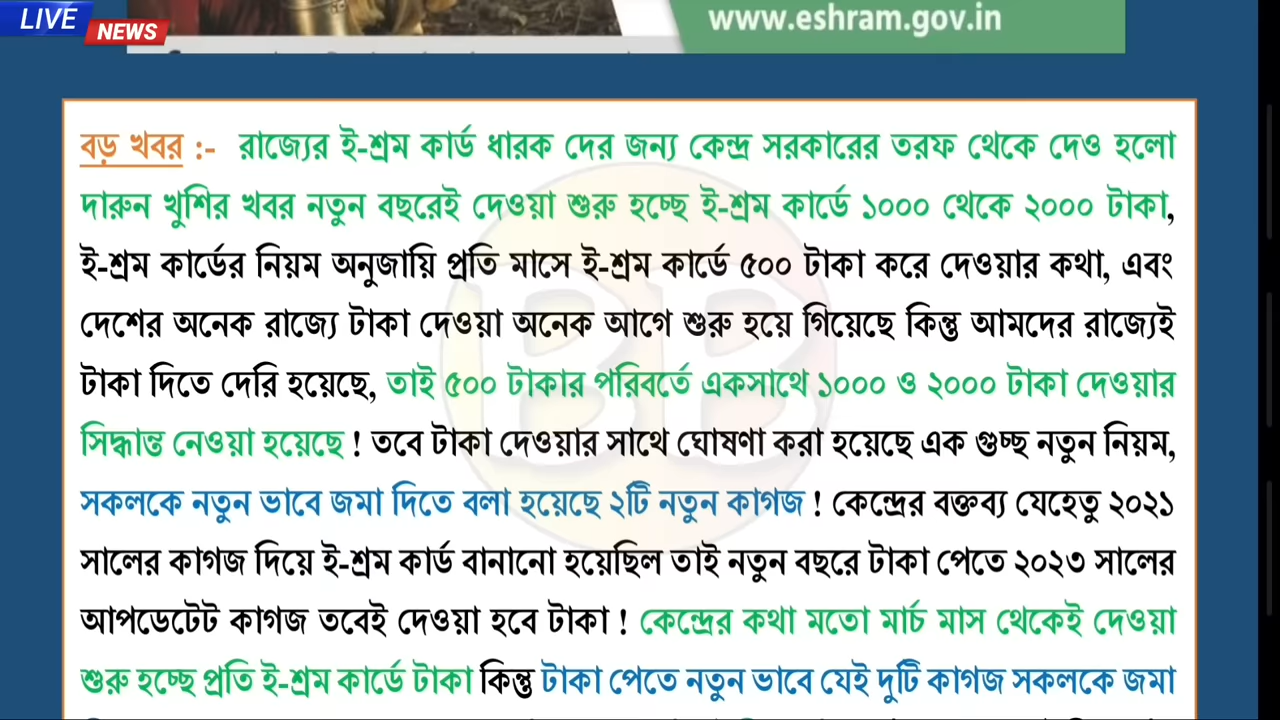 LIVE
NEWS
www.eshram.gov.in
বড় খবর :- রাজ্যের ই-শ্রম কার্ড ধারক দের জন্য কেন্দ্র সরকারের তরফ থেকে দেও হলো
দারুন খুশির খবর নতুন বছরেই দেওয়া শুরু হচ্ছে ই-শ্রম কার্ডে ১০০০ থেকে ২০০০ টাকা,
ই-শ্রম কার্ডের নিয়ম অনুজায়ি প্রতি মাসে ই-শ্রম কার্ডে ৫০০ টাকা করে দেওয়ার কথা, এবং
দেশের অনেক রাজ্যে টাকা দেওয়া অনেক আগে শুরু হয়ে গিয়েছে কিন্তু আমদের রাজ্যেই
টাকা দিতে দেরি হয়েছে, তাই ৫০০ টাকার পরিবর্তে একসাথে ১০০০ ও ২০০০ টাকা দেওয়ার
সিদ্ধান্ত নেওয়া হয়েছে ! তবে টাকা দেওয়ার সাথে ঘোষণা করা হয়েছে এক গুচ্ছ নতুন নিয়ম,
সকলকে নতুন ভাবে জমা দিতে বলা হয়েছে ২টি নতুন কাগজ ! কেন্দ্রের বক্তব্য যেহেতু ২০২১
সালের কাগজ দিয়ে ই-শ্রম কার্ড বানানো হয়েছিল তাই নতুন বছরে টাকা পেতে ২০২৩ সালের
আপডেটেট কাগজ তবেই দেওয়া হবে টাকা ! কেন্দ্রের কথা মতো মার্চ মাস থেকেই দেওয়া
শুরু হচ্ছে প্রতি ই-শ্রম কার্ডে টাকা কিন্তু টাকা পেতে নতুন ভাবে যেই দুটি কাগজ সকলকে জমা